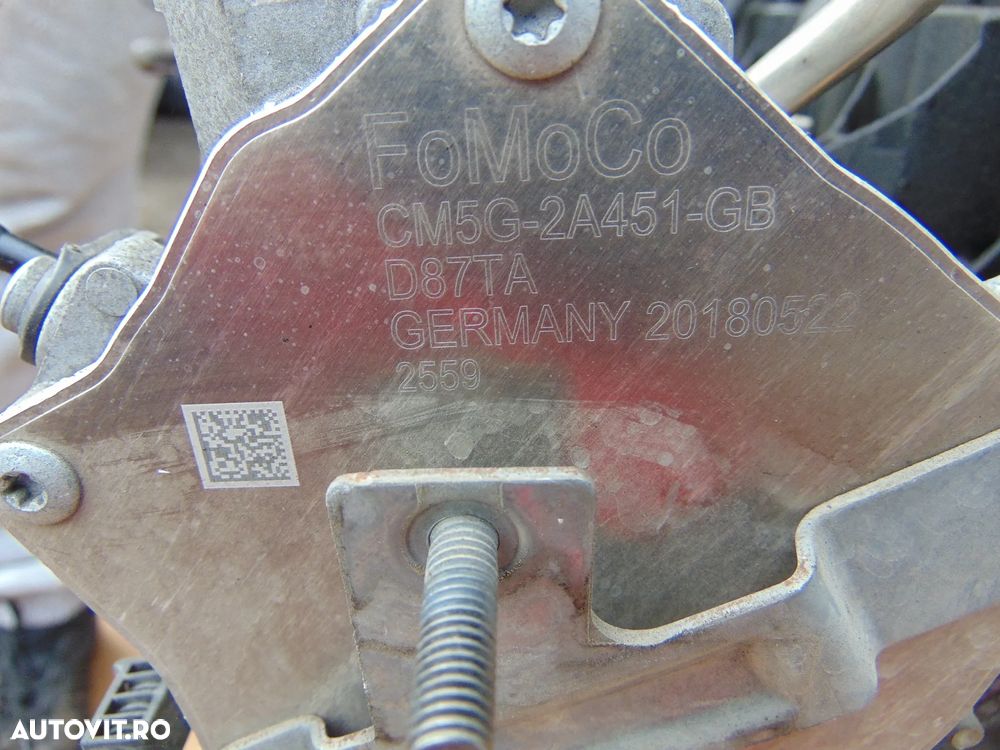 FoMoCo
CM5G-2A451-GB
D87TA
GERMANY 20180522
2559
AUTOVIT.RO